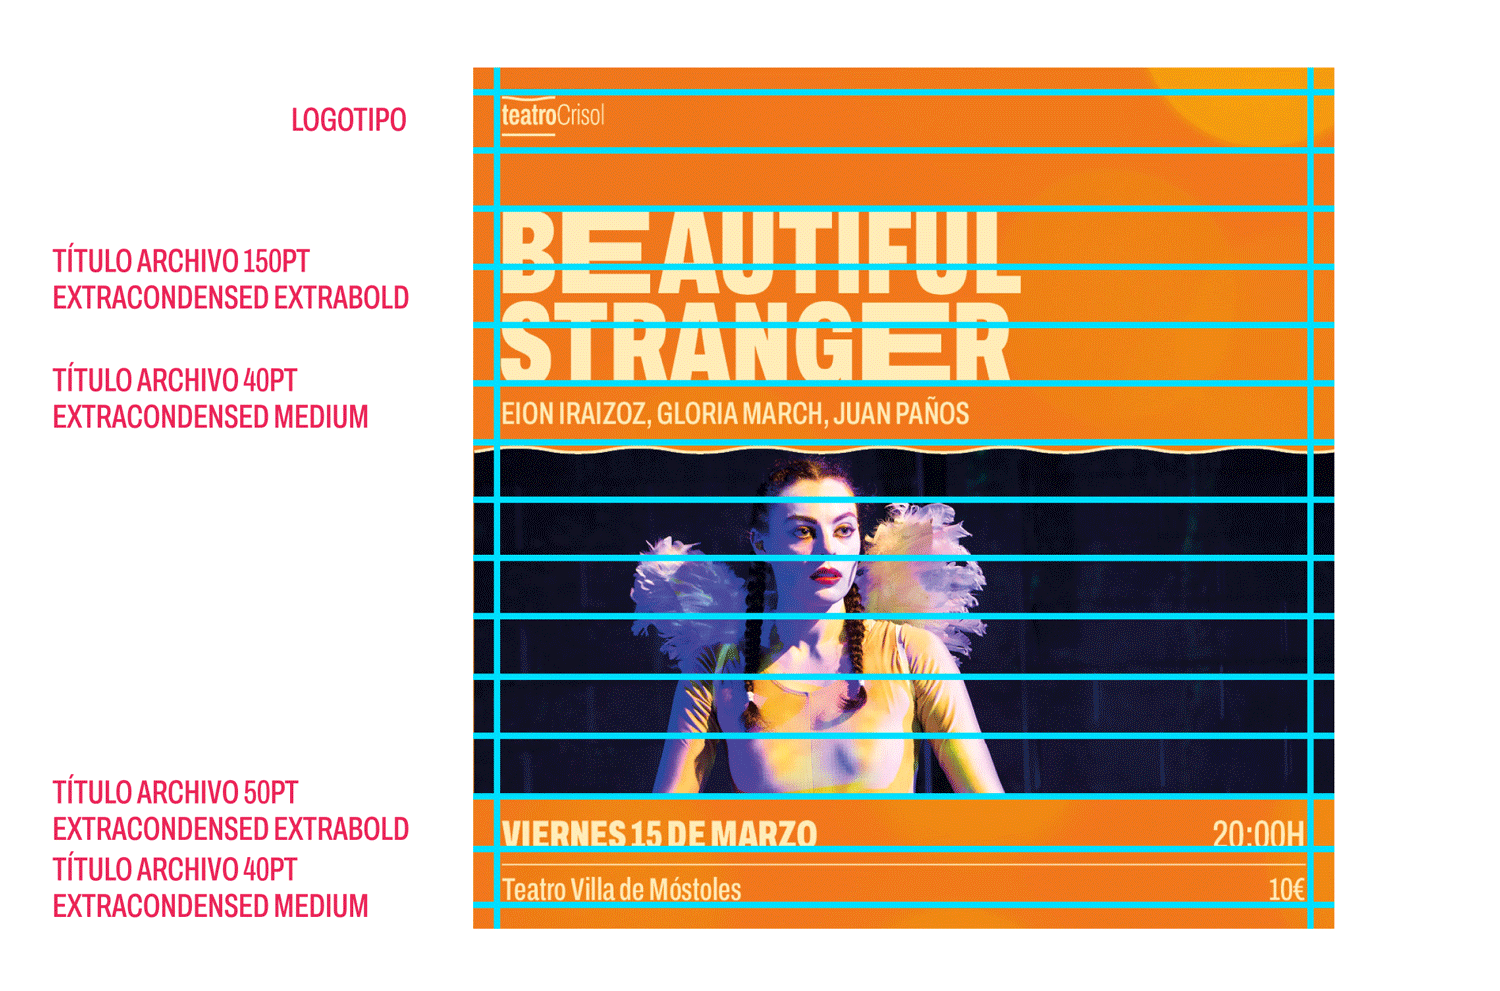 LOGOTIPO
teatroCrisol
TÍTULO ARCHIVO 150PT
EXTRACONDENSED EXTRABOLD
BEAUTIFUL
STRANGER
TÍTULO ARCHIVO 40PT
EXTRACONDENSED MEDIUM
EION IRAIZOZ, GLORIA MARCH, JUAN PAÑOS
TÍTULO ARCHIVO 50PT
EXTRACONDENSED EXTRABOLD
VIERNES 15 DE MARZO 20:00H
TÍTULO ARCHIVO 40PT
EXTRACONDENSED MEDIUM
Teatro Villa de Móstoles 10€